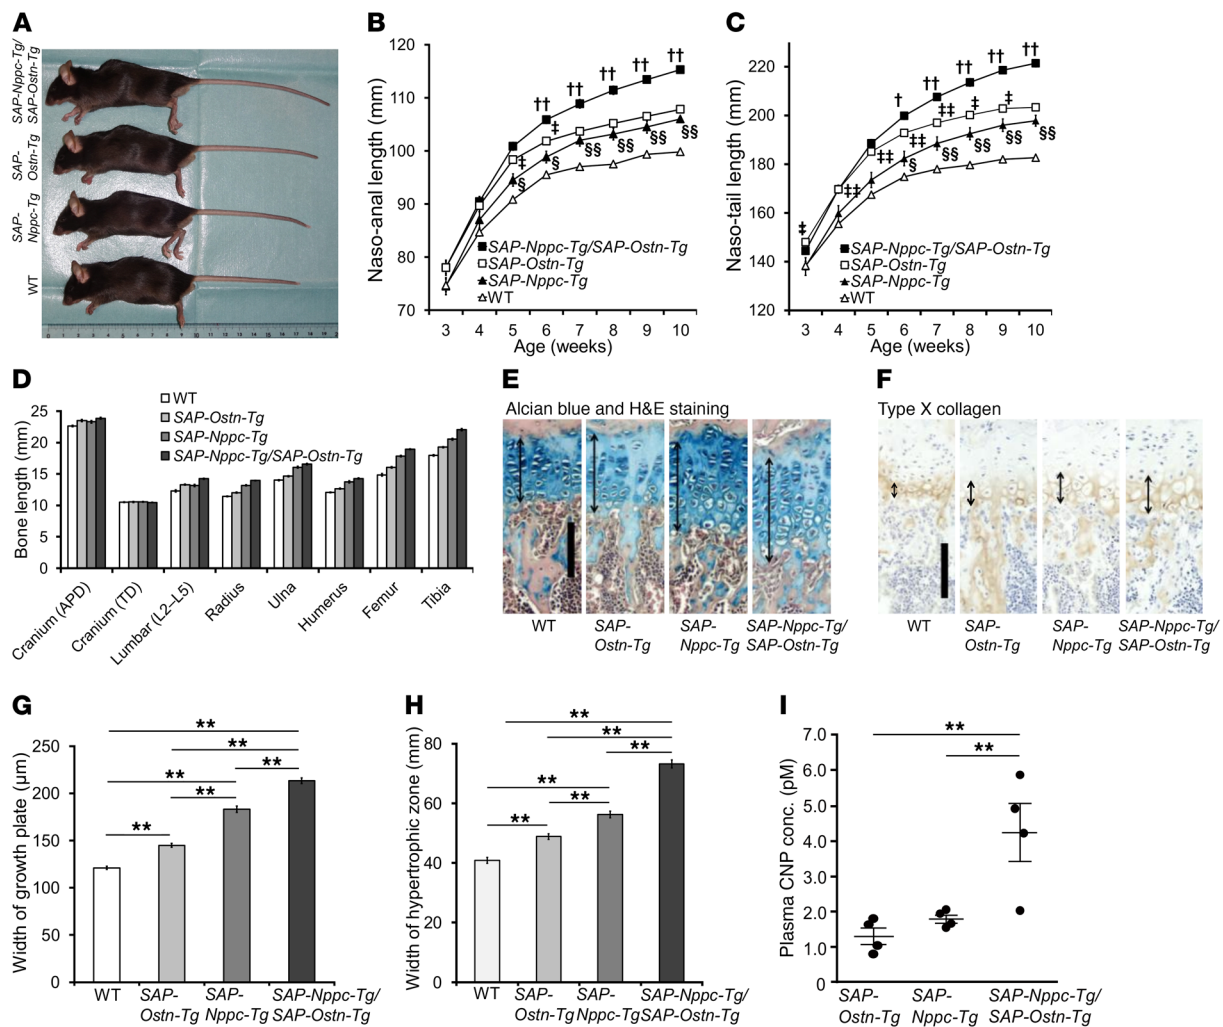 A
SAP-Nppc-Tg/
SAP-Ostn-Tg
SAP-
Ostn-Tg
SAP-
Nppc-Tg
WT
B
Naso-anal length (mm)
120
110
100
90
80
70
†† †† †† †† ††
‡ ‡
§ § §§ §§ §§ §§
SAP-Nppc-Tg/SAP-Ostn-Tg
SAP-Ostn-Tg
SAP-Nppc-Tg
WT
3 4 5 6 7 8 9 10
Age (weeks)
C
Naso-tail length (mm)
220
200
180
160
140
120
† †† †† †† ††
‡ ‡‡ ‡‡ ‡‡ ‡‡ ‡ ‡
§ §§ §§ §§ §§
SAP-Nppc-Tg/SAP-Ostn-Tg
SAP-Ostn-Tg
SAP-Nppc-Tg
WT
3 4 5 6 7 8 9 10
Age (weeks)
D
WT
SAP-Ostn-Tg
SAP-Nppc-Tg
SAP-Nppc-Tg/SAP-Ostn-Tg
Bone length (mm)
25
20
15
10
5
0
Cranium (APD)
Cranium (TD)
Lumbar (L2–L5)
Radius
Ulna
Humerus
Femur
Tibia
E
Alcian blue and H&E staining
WT
SAP-
Ostn-Tg
SAP-
Nppc-Tg
SAP-Nppc-Tg/
SAP-Ostn-Tg
F
Type X collagen
WT
SAP-
Ostn-Tg
SAP-
Nppc-Tg
SAP-Nppc-Tg/
SAP-Ostn-Tg
G
Width of growth plate (µm)
250
200
150
100
50
0
** ** ** ** ** **
WT
SAP-
Ostn-Tg
SAP-
Nppc-Tg
SAP-Nppc-Tg/
SAP-Ostn-Tg
H
Width of hypertrophic zone (mm)
80
60
40
20
0
** ** ** ** ** **
WT
SAP-
Ostn-Tg
SAP-
Nppc-Tg
SAP-Nppc-Tg/
SAP-Ostn-Tg
I
Plasma CNP conc. (pM)
7.0
6.0
5.0
4.0
3.0
2.0
1.0
0
** **
SAP-
Ostn-Tg
SAP-
Nppc-Tg
SAP-Nppc-Tg/
SAP-Ostn-Tg